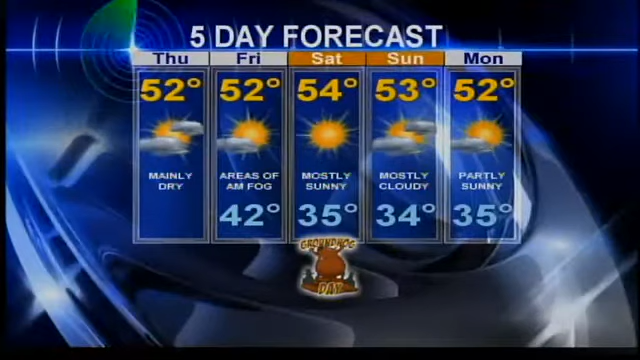 5 DAY FORECAST
Thu Fri Sat Sun Mon
52° 52° 54° 53° 52°
MAINLY DRY
AREAS OF AM FOG
MOSTLY SUNNY
MOSTLY CLOUDY
PARTLY SUNNY
42° 35° 34° 35°
GROUNDHOG
DAY